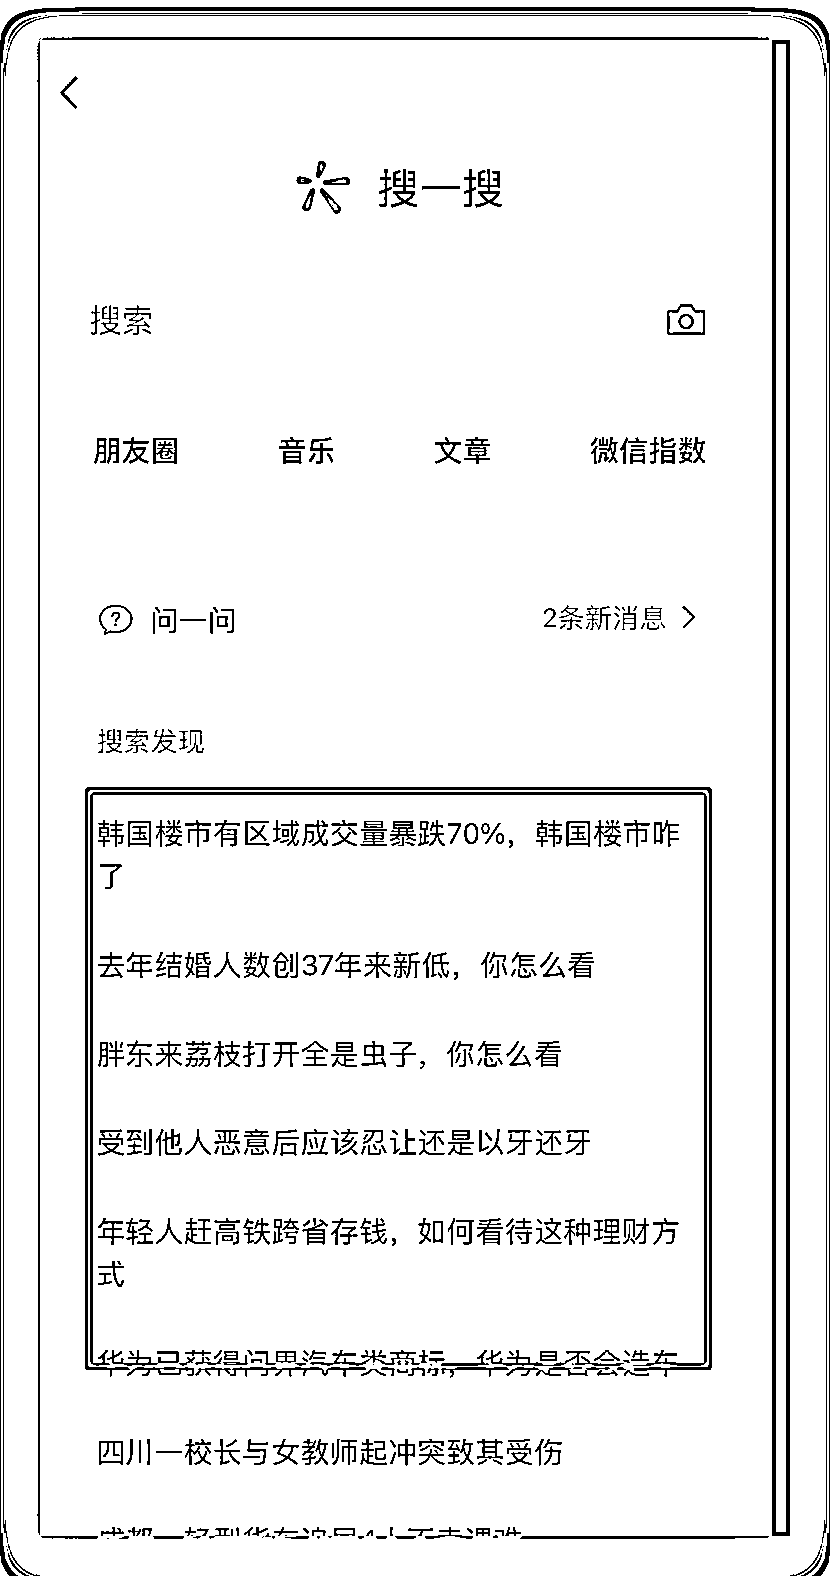 搜一搜
搜索
朋友圈 音乐 文章 微信指数
问一问 2条新消息
搜索发现
韩国楼市有区域成交量暴跌70%，韩国楼市咋
了
去年结婚人数创37年来新低，你怎么看
胖东来荔枝打开全是虫子，你怎么看
受到他人恶意后应该忍让还是以牙还牙
年轻人赶高铁跨省存钱，如何看待这种理财方
式
华为已获得问界汽车类商标，华为是否会造车
四川一校长与女教师起冲突致其受伤